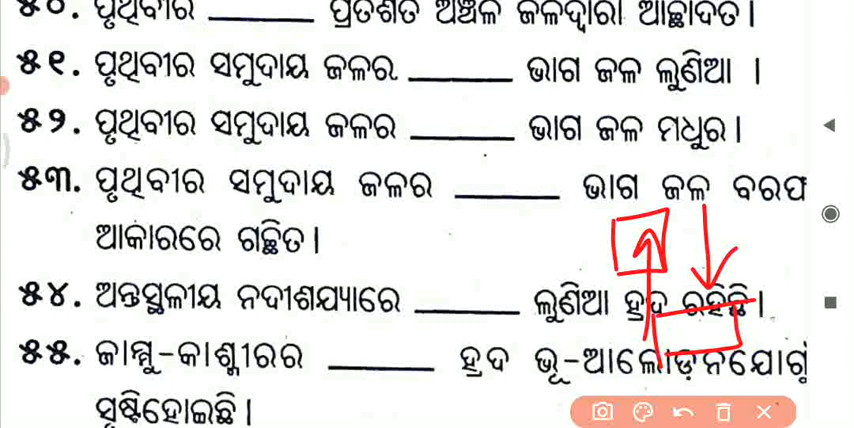 ୫୦. ପୃଥିବୀର ______ ପ୍ରତିଶତ ଅଞ୍ଚଳ ଜଳଦ୍ୱାରା ଆଚ୍ଛାଦିତ।
୫୧. ପୃଥିବୀର ସମୁଦାୟ ଜଳର ______ ଭାଗ ଜଳ ଲୁଣିଆ ।
୫୨. ପୃଥିବୀର ସମୁଦାୟ ଜଳର ______ ଭାଗ ଜଳ ମଧୁର।
୫୩. ପୃଥିବୀର ସମୁଦାୟ ଜଳର ______ ଭାଗ ଜଳ ବରଫ
ଆକାରରେ ଗଚ୍ଛିତ।
୫୪. ଅନ୍ତସ୍ଥଳୀୟ ନଦୀଶଯ୍ୟାରେ ______ ଲୁଣିଆ ହ୍ରଦ ରହିଛି।
୫୫. ଜାମ୍ମୁ-କାଶ୍ମୀରର ______ ହ୍ରଦ ଭୂ-ଆଲୋଡ଼ନଯୋଗୁଁ
ସୃଷ୍ଟିହୋଇଛି।